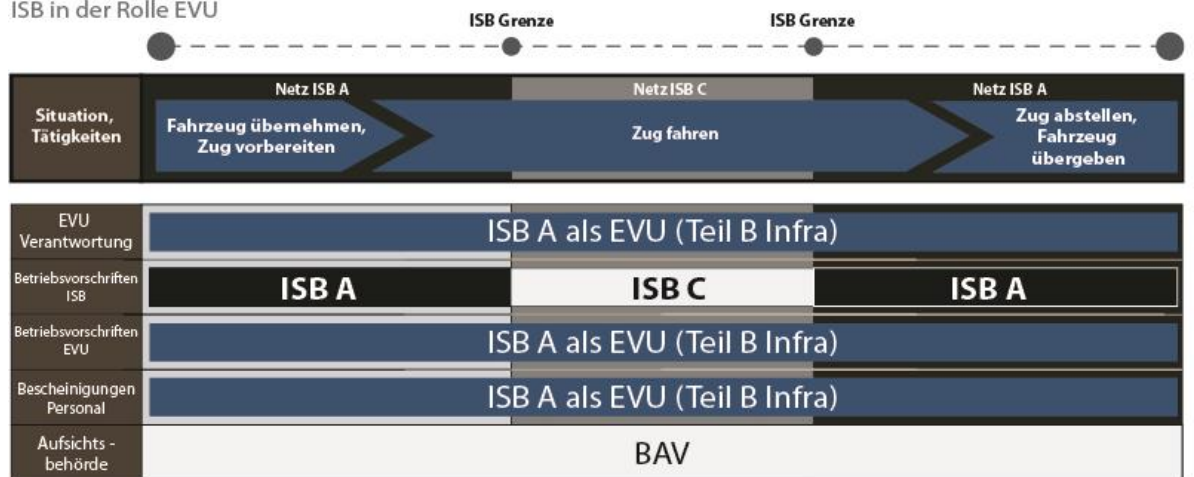 ISB in der Rolle EVU
ISB Grenze
ISB Grenze
Situation,
Tätigkeiten
Netz ISB A
Netz ISB C
Netz ISB A
Fahrzeug übernehmen,
Zug vorbereiten
Zug fahren
Zug abstellen,
Fahrzeug
übergeben
EVU
Verantwortung
ISB A als EVU (Teil B Infra)
Betriebsvorschriften
ISB
ISB A
ISB C
ISB A
Betriebsvorschriften
EVU
ISB A als EVU (Teil B Infra)
Bescheinigungen
Personal
ISB A als EVU (Teil B Infra)
Aufsichts -
behörde
BAV